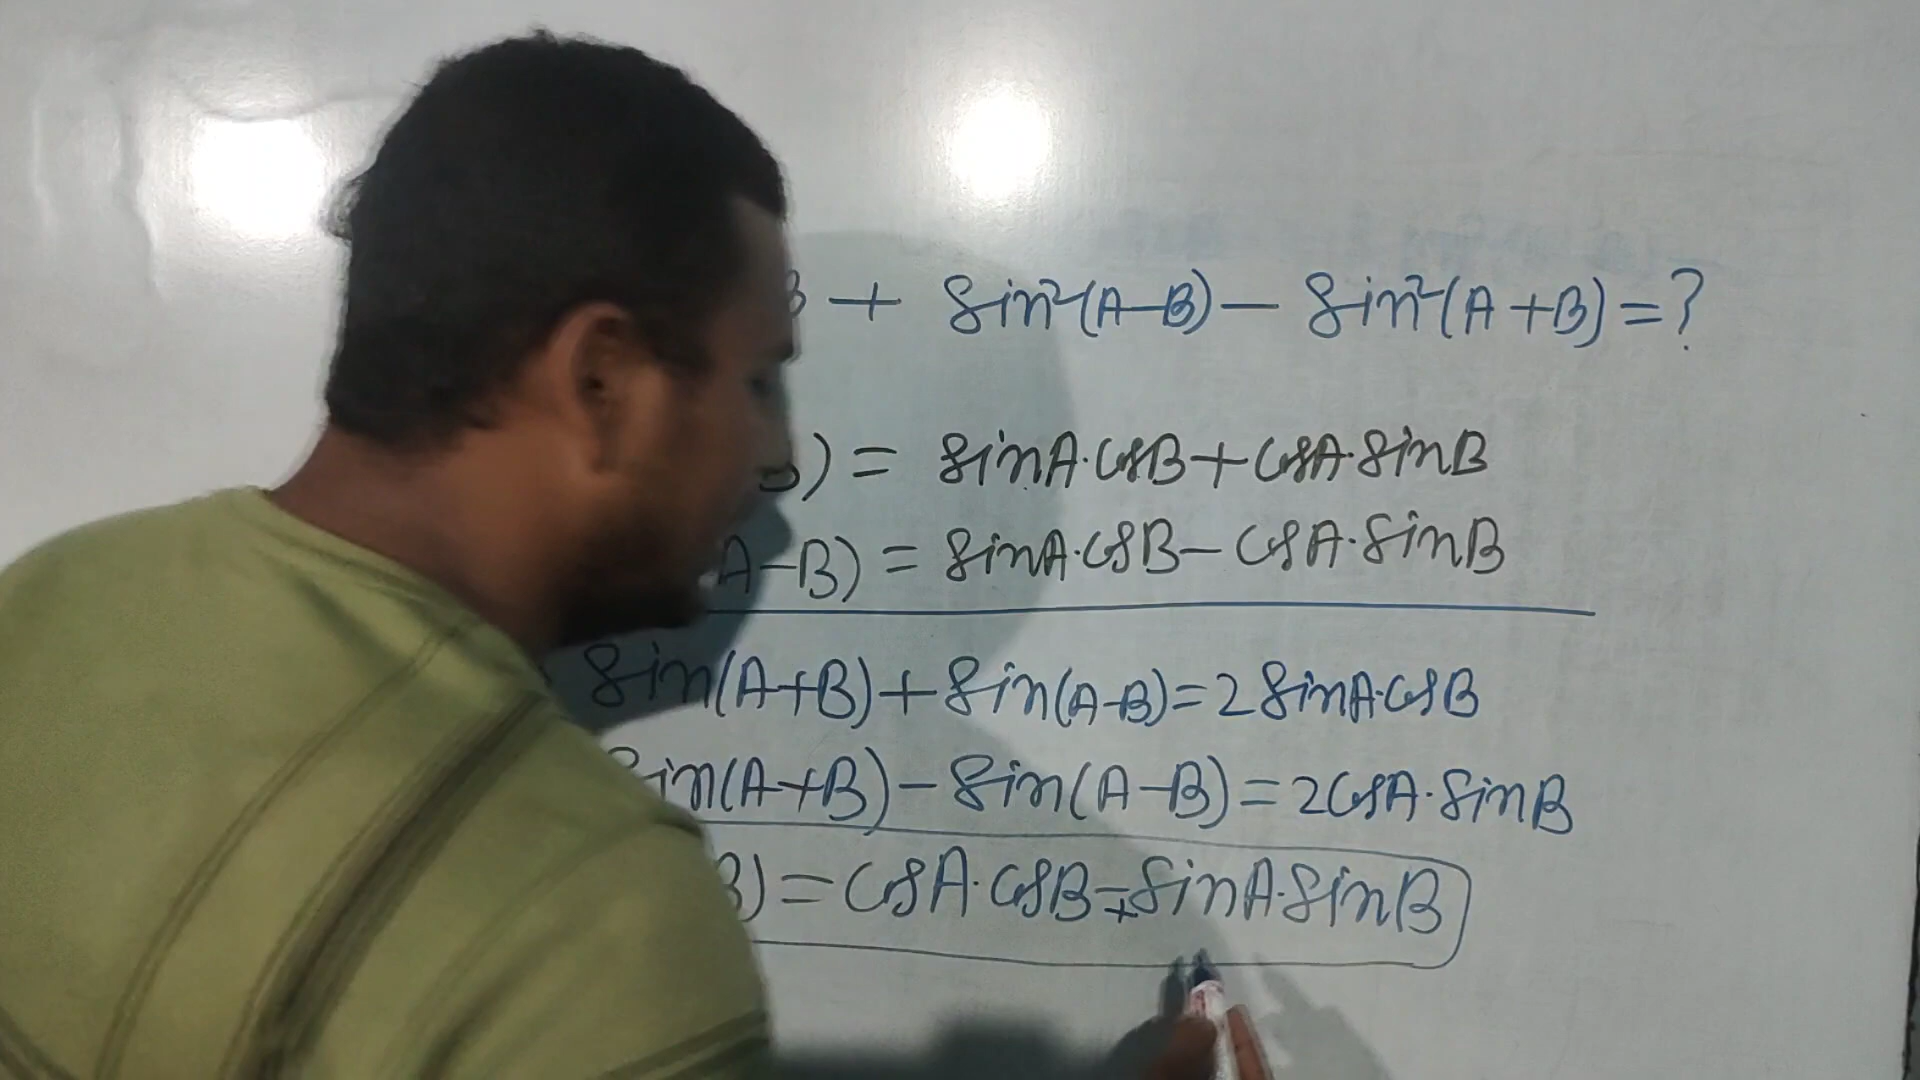 B + Sin²(A-B) - Sin²(A+B) = ?
B) = SinA·CosB + CosA·SinB
A-B) = SinA·CosB - CosA·SinB
Sin(A+B) + Sin(A-B) = 2 SinA·CosB
Sin(A+B) - Sin(A-B) = 2CosA·SinB
B) = CosA·CosB ∓ SinA·SinB